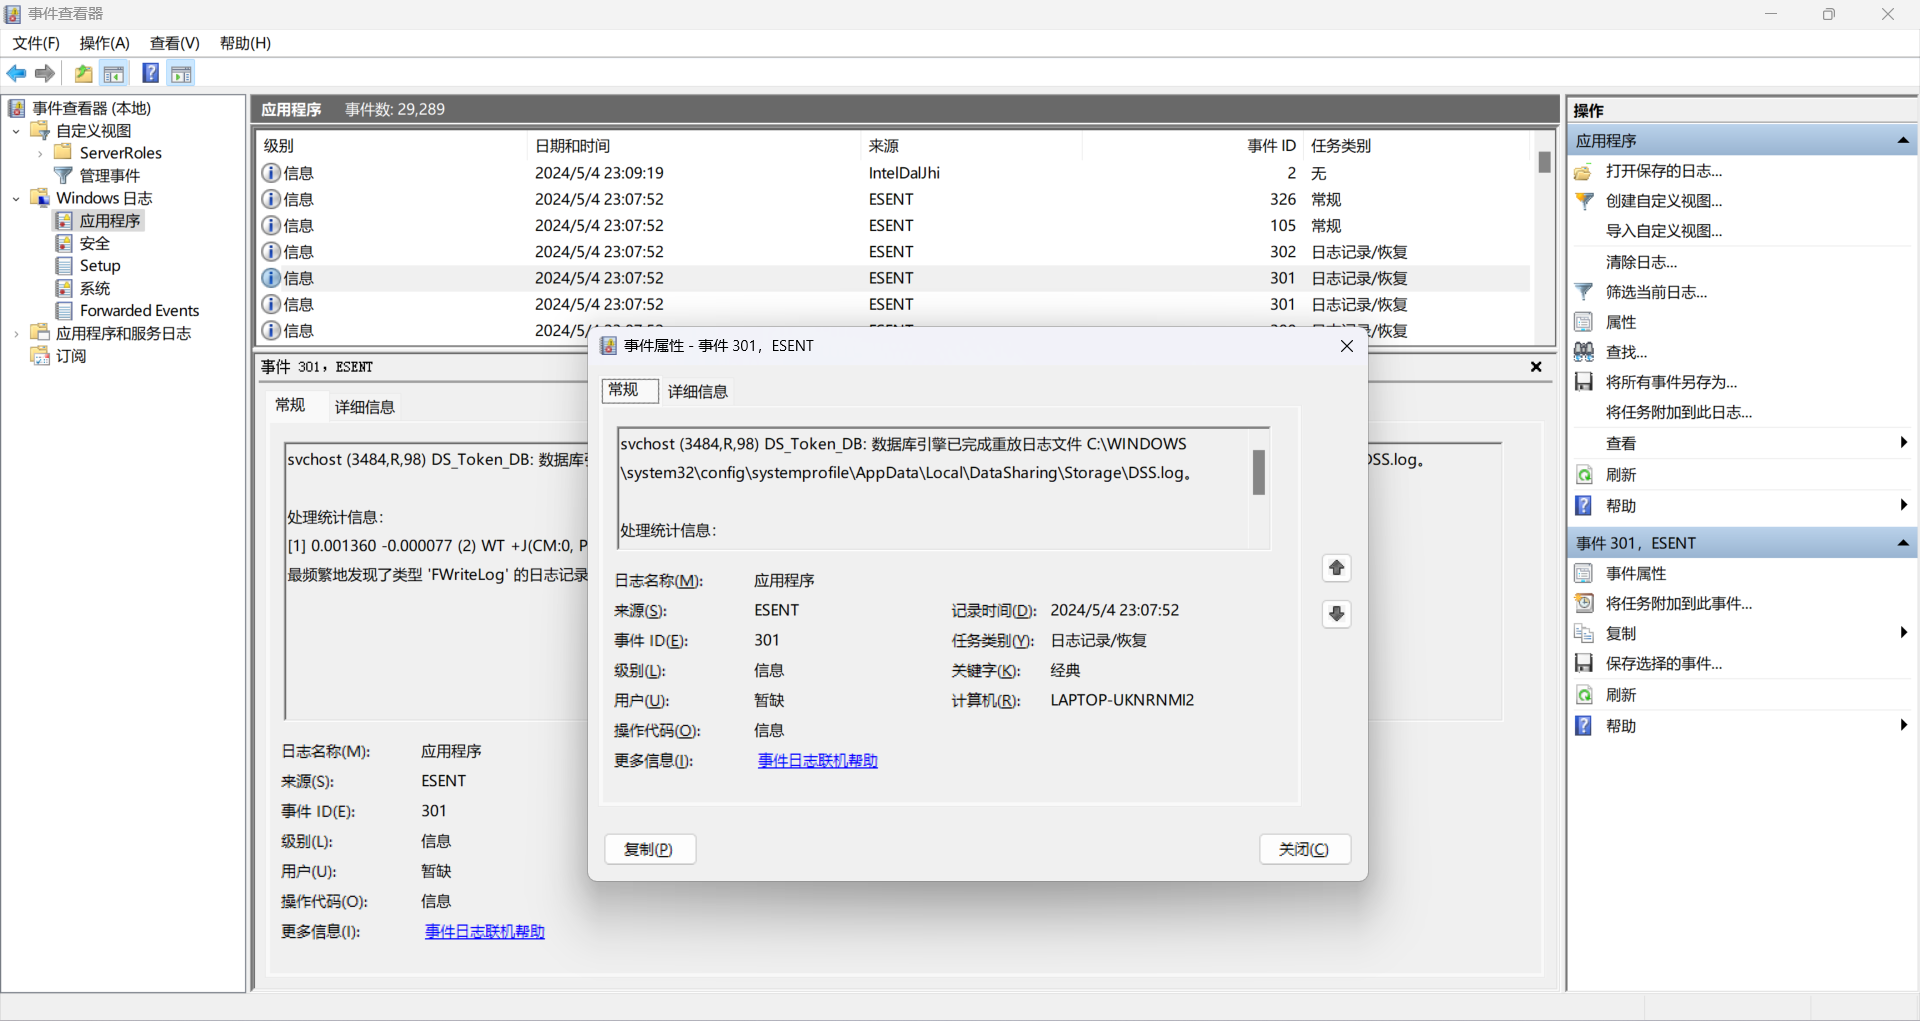 事件查看器
文件(F) 操作(A) 查看(V) 帮助(H)
事件查看器 (本地)
自定义视图
ServerRoles
管理事件
Windows 日志
应用程序
安全
Setup
系统
Forwarded Events
应用程序和服务日志
订阅
应用程序 事件数: 29,289
级别 日期和时间 来源 事件 ID 任务类别
信息 2024/5/4 23:09:19 IntelDalJhi 2 无
信息 2024/5/4 23:07:52 ESENT 326 常规
信息 2024/5/4 23:07:52 ESENT 105 常规
信息 2024/5/4 23:07:52 ESENT 302 日志记录/恢复
信息 2024/5/4 23:07:52 ESENT 301 日志记录/恢复
信息 2024/5/4 23:07:52 ESENT 301 日志记录/恢复
信息 2024/5/
事件 301，ESENT
常规 详细信息
svchost (3484,R,98) DS_Token_DB: 数据库 DSS.log。
处理统计信息:
[1] 0.001360 -0.000077 (2) WT +J(CM:0, P
最频繁地发现了类型 'FWriteLog' 的日志记录
日志名称(M): 应用程序
来源(S): ESENT
事件 ID(E): 301
级别(L): 信息
用户(U): 暂缺
操作代码(O): 信息
更多信息(I): 事件日志联机帮助
事件属性 - 事件 301，ESENT
常规 详细信息
svchost (3484,R,98) DS_Token_DB: 数据库引擎已完成重放日志文件 C:\WINDOWS
\system32\config\systemprofile\AppData\Local\DataSharing\Storage\DSS.log。
处理统计信息:
日志名称(M): 应用程序
来源(S): ESENT 记录时间(D): 2024/5/4 23:07:52
事件 ID(E): 301 任务类别(Y): 日志记录/恢复
级别(L): 信息 关键字(K): 经典
用户(U): 暂缺 计算机(R): LAPTOP-UKNRNMI2
操作代码(O): 信息
更多信息(I): 事件日志联机帮助
复制(P) 关闭(C)
操作
应用程序
打开保存的日志...
创建自定义视图...
导入自定义视图...
清除日志...
筛选当前日志...
属性
查找...
将所有事件另存为...
将任务附加到此日志...
查看
刷新
帮助
事件 301，ESENT
事件属性
将任务附加到此事件...
复制
保存选择的事件...
刷新
帮助